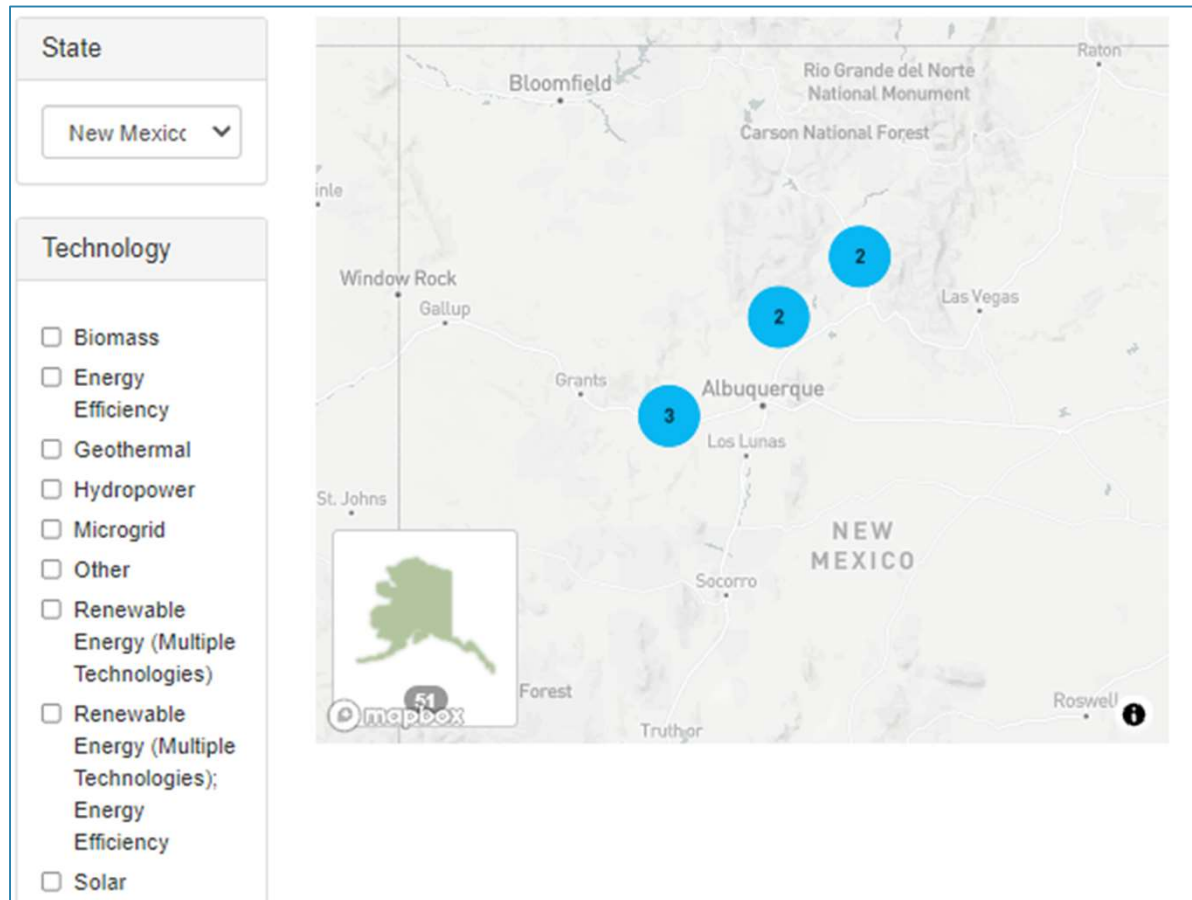 State
New Mexicc
Technology
Biomass
Energy
Efficiency
Geothermal
Hydropower
Microgrid
Other
Renewable
Energy (Multiple
Technologies)
Renewable
Energy (Multiple
Technologies);
Energy
Efficiency
Solar
Raton
Bloomfield
Rio Grande del Norte
National Monument
Carson National Forest
inle
2
Window Rock
Las Vegas
Gallup
2
Grants
Albuquerque
3
Los Lunas
St. Johns
NEW
MEXICO
Socorro
Forest
51
mapbox
Roswell
Truth or